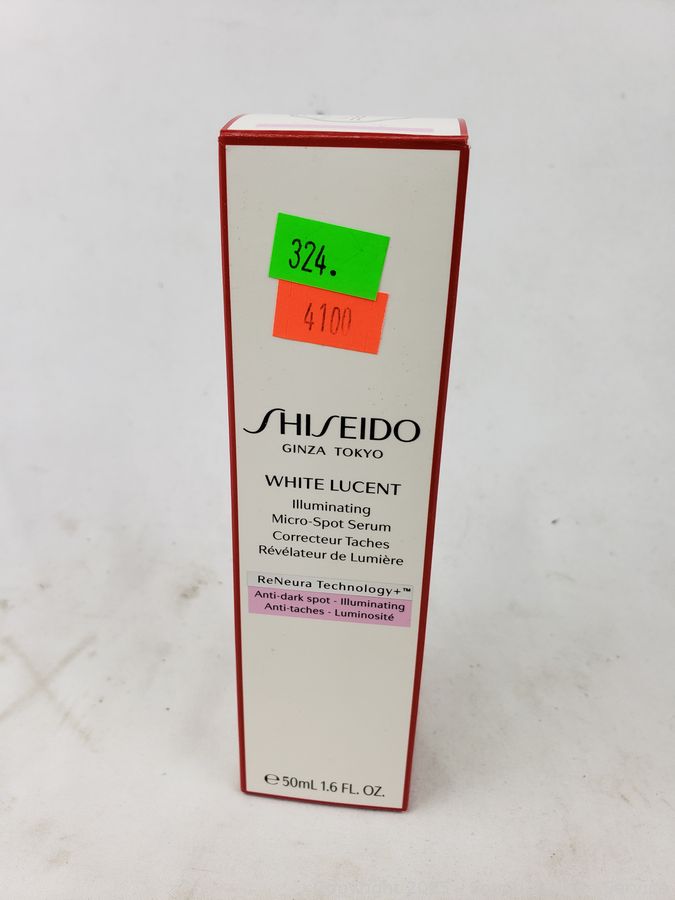 324.
4100
SHISEIDO
GINZA TOKYO
WHITE LUCENT
Illuminating
Micro-Spot Serum
Correcteur Taches
Révélateur de Lumière
ReNeura Technology+™
Anti-dark spot - Illuminating
Anti-taches - Luminosité
℮ 50mL 1.6 FL. OZ.